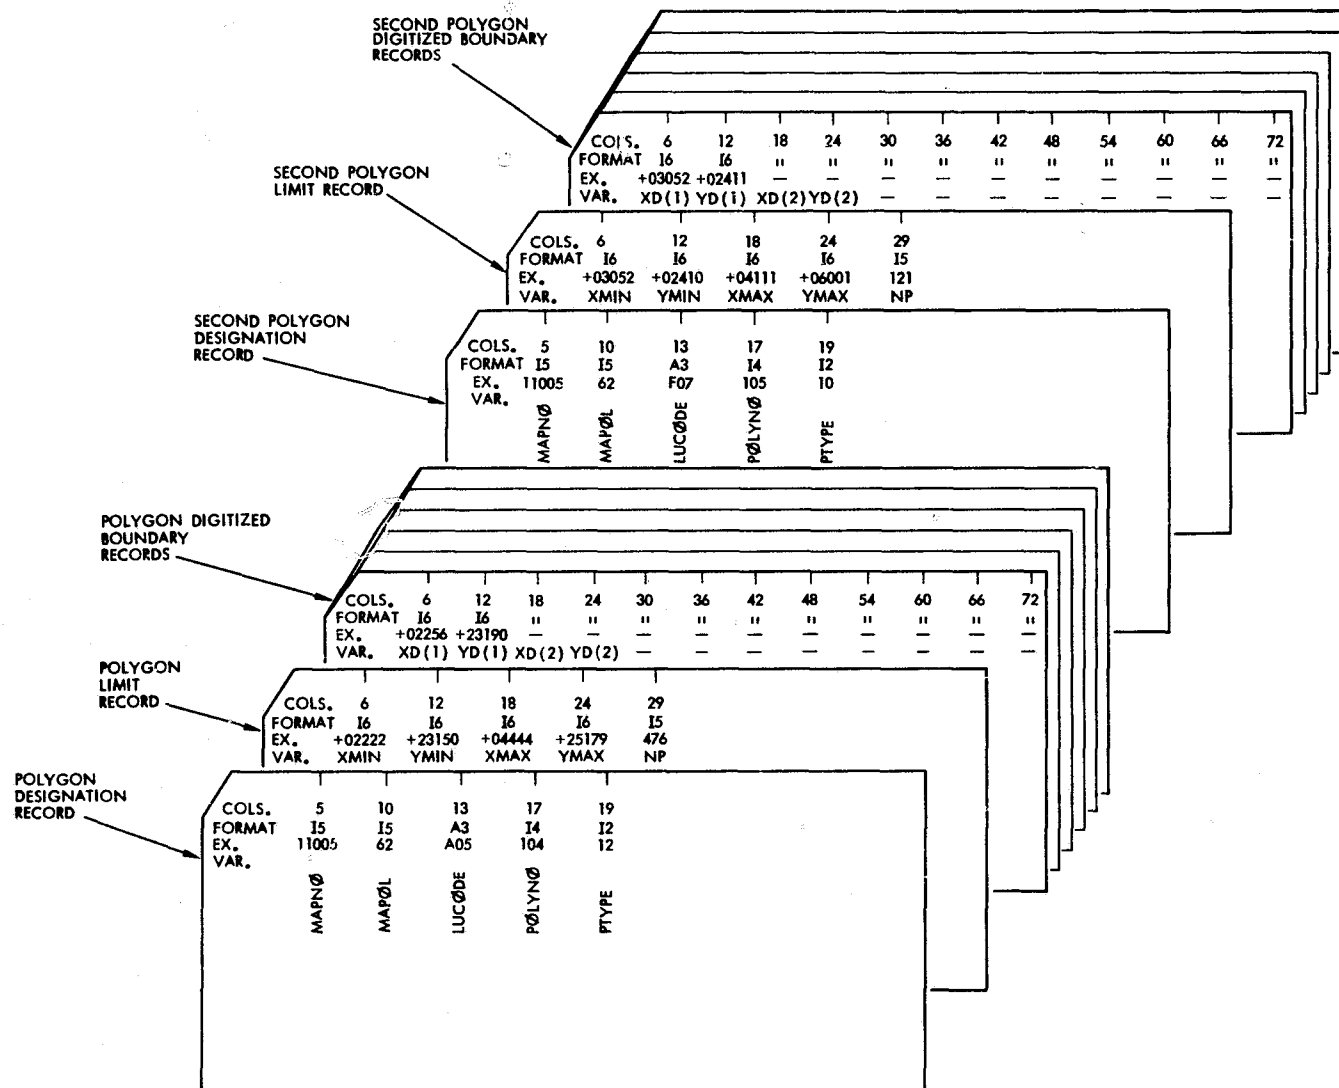 SECOND POLYGON
DIGITIZED BOUNDARY
RECORDS
COLS. 6 12 18 24 30 36 42 48 54 60 66 72
FORMAT I6 I6 " " " " " " " " " "
EX. +03052 +02411 — — — — — — — — — —
VAR. XD(1) YD(1) XD(2) YD(2) — — — — — — — —
SECOND POLYGON
LIMIT RECORD
COLS. 6 12 18 24 29
FORMAT I6 I6 I6 I6 I5
EX. +03052 +02410 +04111 +06001 121
VAR. XMIN YMIN XMAX YMAX NP
SECOND POLYGON
DESIGNATION
RECORD
COLS. 5 10 13 17 19
FORMAT I5 I5 A3 I4 I2
EX. 11005 62 F07 105 10
VAR.
MAPNØ MAPØL LUCØDE PØLYNØ PTYPE
POLYGON DIGITIZED
BOUNDARY
RECORDS
COLS. 6 12 18 24 30 36 42 48 54 60 66 72
FORMAT I6 I6 " " " " " " " " " "
EX. +02256 +23190 — — — — — — — — — —
VAR. XD(1) YD(1) XD(2) YD(2) — — — — — — — —
POLYGON
LIMIT
RECORD
COLS. 6 12 18 24 29
FORMAT I6 I6 I6 I6 I5
EX. +02222 +23150 +04444 +25179 476
VAR. XMIN YMIN XMAX YMAX NP
POLYGON
DESIGNATION
RECORD
COLS. 5 10 13 17 19
FORMAT I5 I5 A3 I4 I2
EX. 11005 62 A05 104 12
VAR.
MAPNØ MAPØL LUCØDE PØLYNØ PTYPE